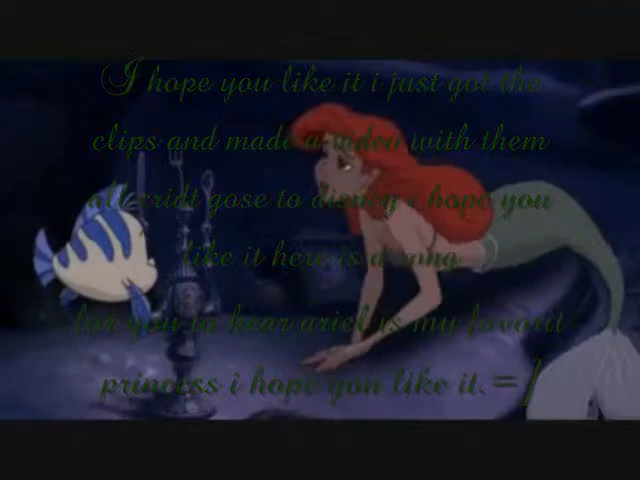 I hope you like it i just got the
clips and made a video with them
all cridt gose to disney i hope you
like it here is a song
for you to hear ariel is my favorit
princess i hope you like it.=]